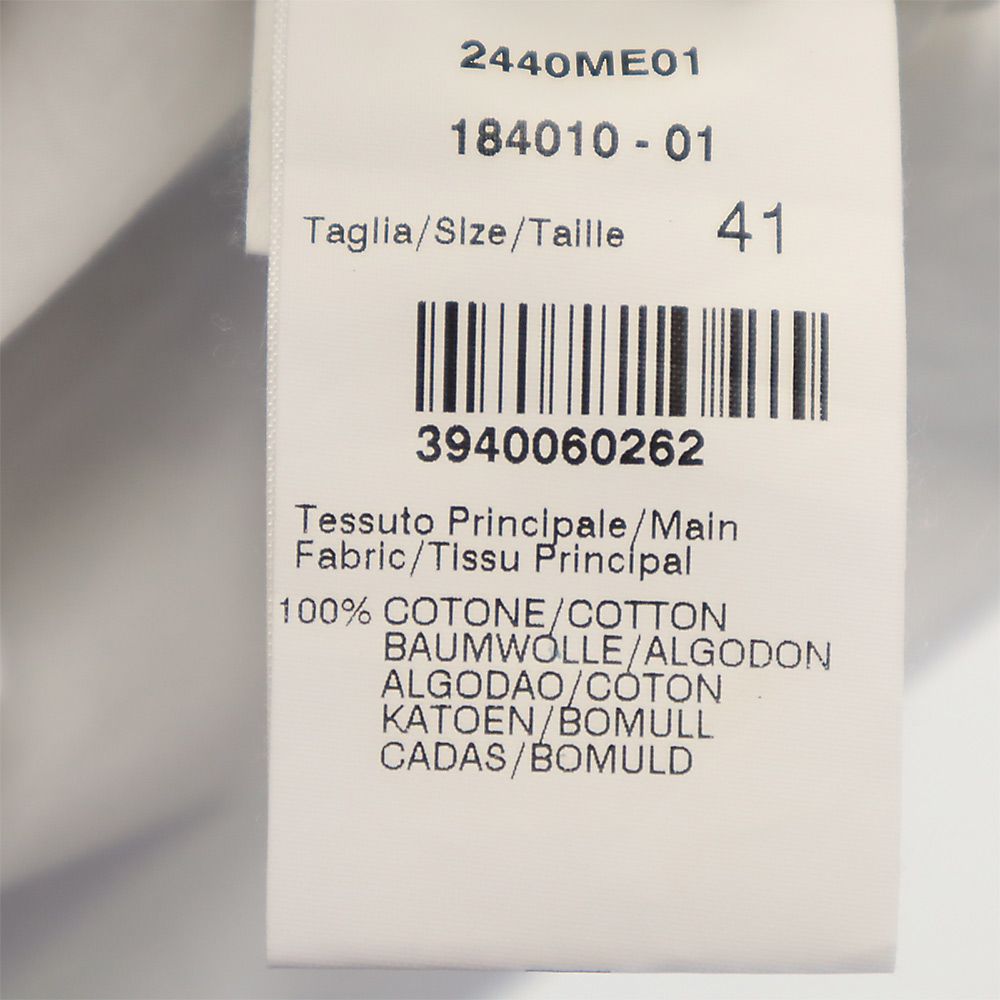 2440ME01
184010 - 01
Taglia/Size/Taille 41
3940060262
Tessuto Principale/Main
Fabric/Tissu Principal
100% COTONE/COTTON
BAUMWOLLE/ALGODON
ALGODAO/COTON
KATOEN/BOMULL
CADAS/BOMULD